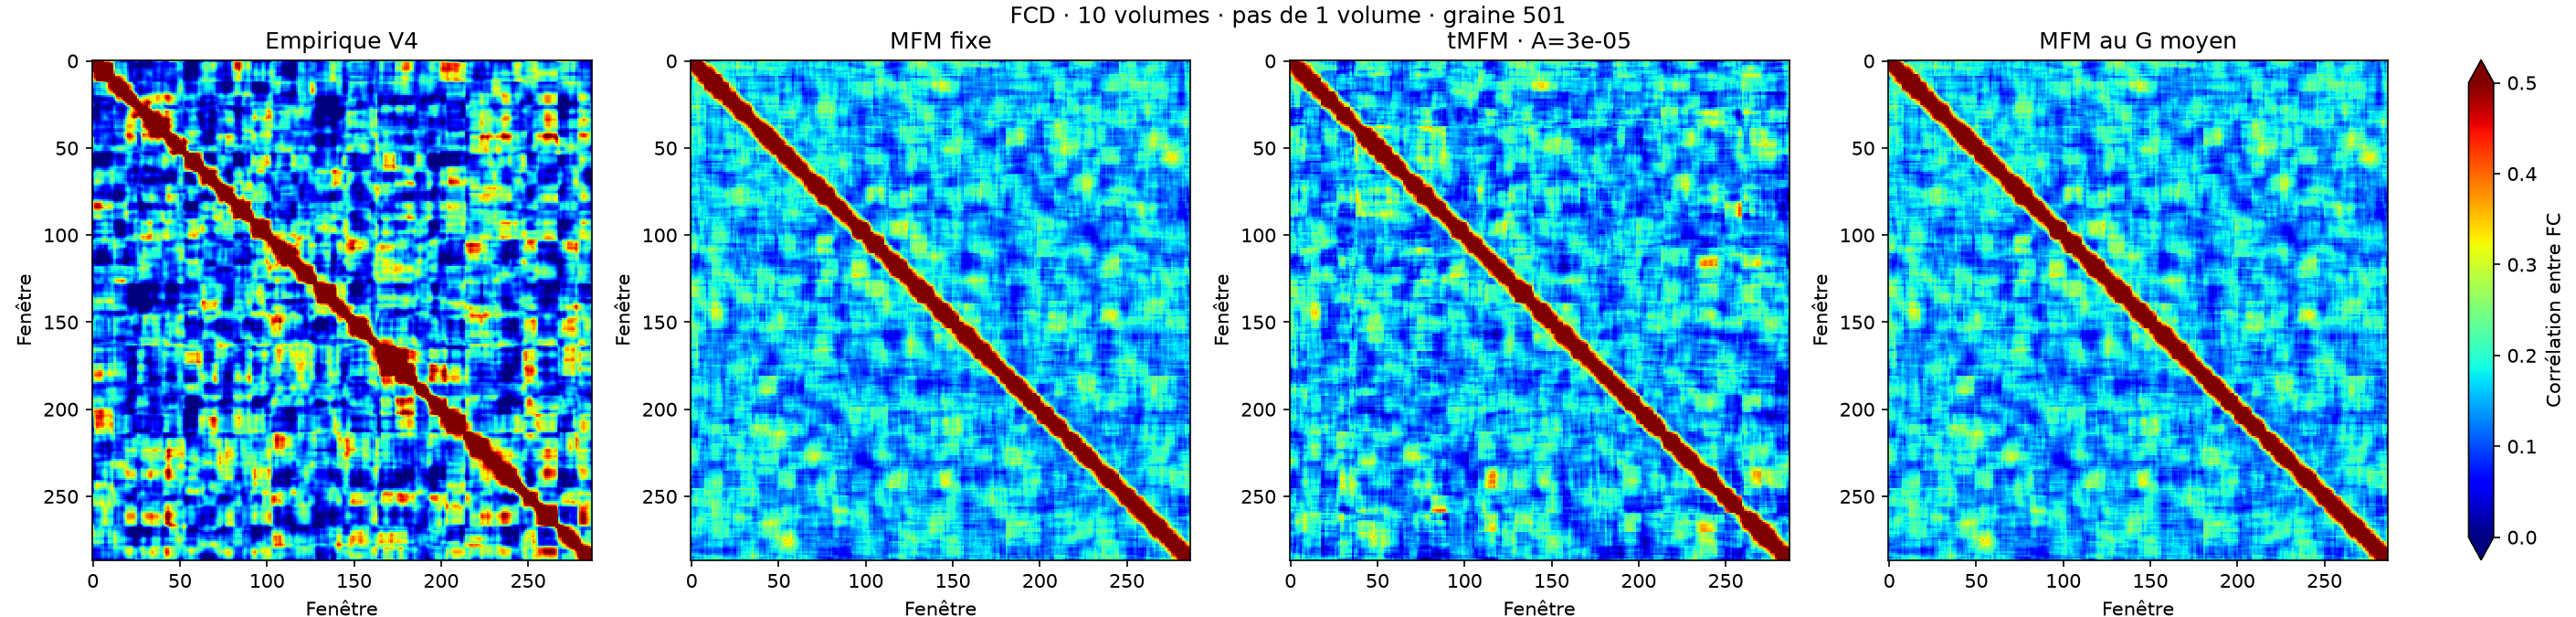 FCD · 10 volumes · pas de 1 volume · graine 501
Empirique V4
MFM fixe
tMFM · A=3e-05
MFM au G moyen
0
50
100
150
200
250
Fenêtre
0 50 100 150 200 250
Fenêtre
0
50
100
150
200
250
Fenêtre
0 50 100 150 200 250
Fenêtre
0
50
100
150
200
250
Fenêtre
0 50 100 150 200 250
Fenêtre
0
50
100
150
200
250
Fenêtre
0 50 100 150 200 250
Fenêtre
0.5
0.4
0.3
0.2
0.1
0.0
Corrélation entre FC